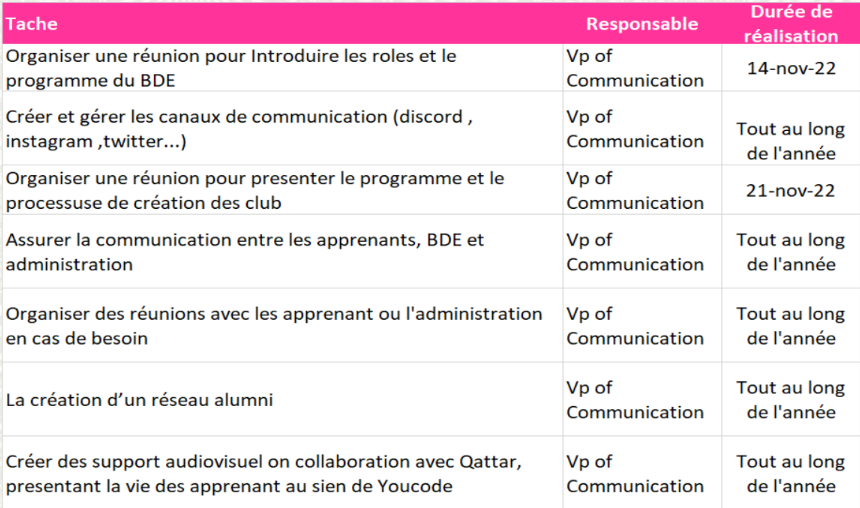 Tache Responsable Durée de
réalisation
Organiser une réunion pour Introduire les roles et le
programme du BDE
Vp of
Communication
14-nov-22
Créer et gérer les canaux de communication (discord ,
instagram ,twitter...)
Vp of
Communication
Tout au long
de l'année
Organiser une réunion pour presenter le programme et le
processuse de création des club
Vp of
Communication
21-nov-22
Assurer la communication entre les apprenants, BDE et
administration
Vp of
Communication
Tout au long
de l'année
Organiser des réunions avec les apprenant ou l'administration
en cas de besoin
Vp of
Communication
Tout au long
de l'année
La création d’un réseau alumni
Vp of
Communication
Tout au long
de l'année
Créer des support audiovisuel on collaboration avec Qattar,
presentant la vie des apprenant au sien de Youcode
Vp of
Communication
Tout au long
de l'année